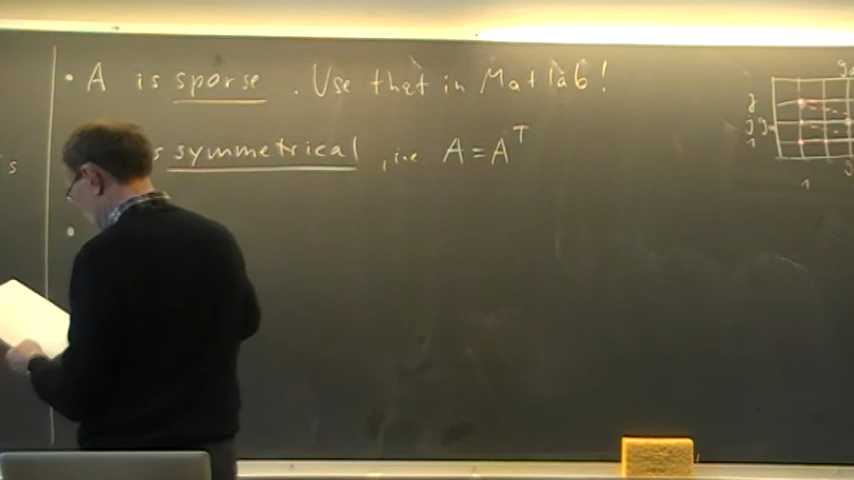 • A is sparse . Use that in Matlab!
s symmetrical , i.e A = A^T
s
•